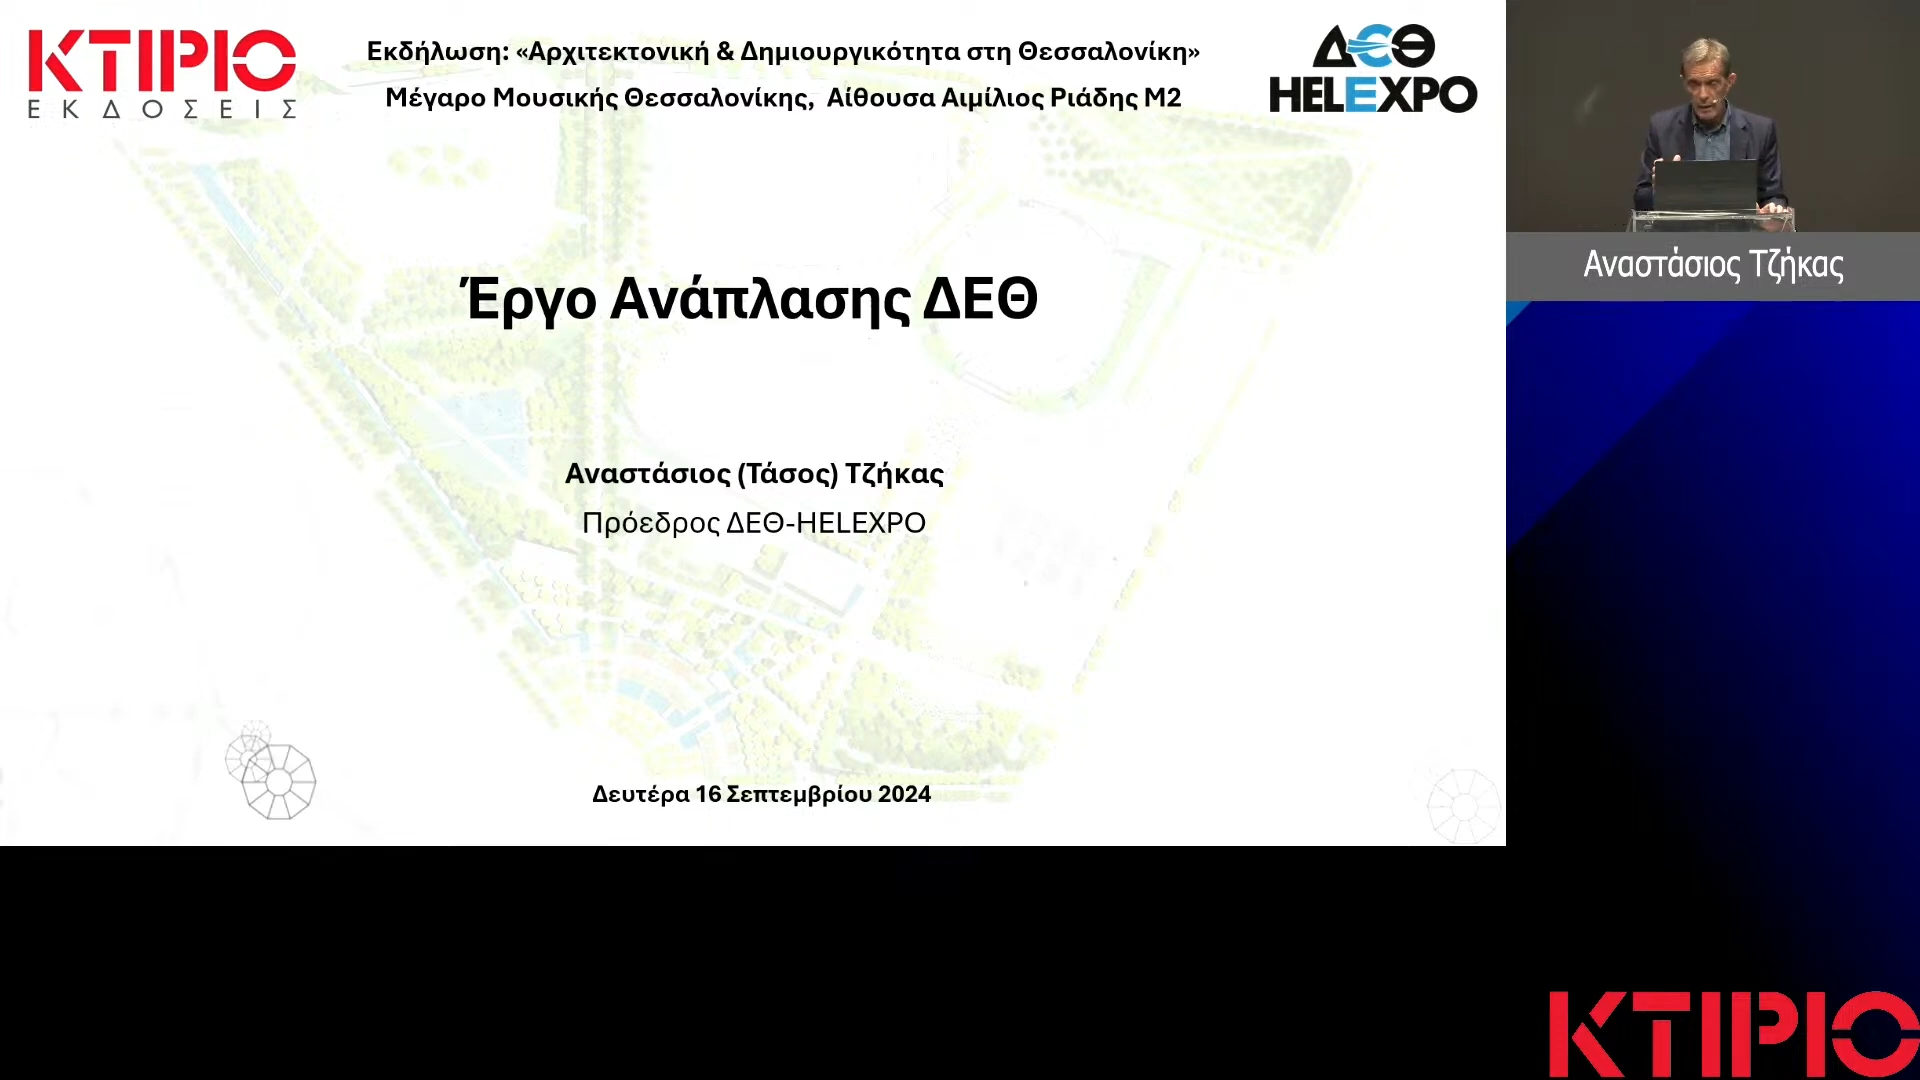 ΚΤΙΡΙΟ
ΕΚΔΟΣΕΙΣ
Εκδήλωση: «Αρχιτεκτονική & Δημιουργικότητα στη Θεσσαλονίκη»
Μέγαρο Μουσικής Θεσσαλονίκης, Αίθουσα Αιμίλιος Ριάδης Μ2
ΔΕΘ
HELEXPO
Έργο Ανάπλασης ΔΕΘ
Αναστάσιος (Τάσος) Τζήκας
Πρόεδρος ΔΕΘ-HELEXPO
Δευτέρα 16 Σεπτεμβρίου 2024
Αναστάσιος Τζήκας
ΚΤΙΡΙΟ